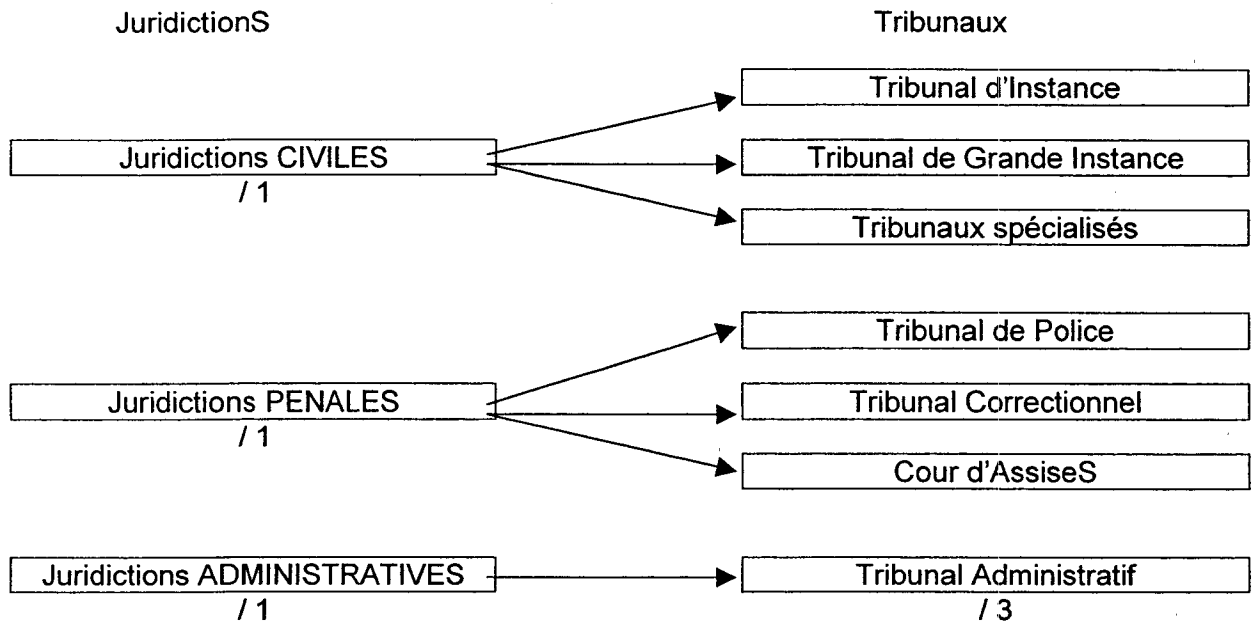 JuridictionS
Tribunaux
Tribunal d'Instance
Juridictions CIVILES
/ 1
Tribunal de Grande Instance
Tribunaux spécialisés
Tribunal de Police
Juridictions PENALES
/ 1
Tribunal Correctionnel
Cour d'AssiseS
Juridictions ADMINISTRATIVES
/ 1
Tribunal Administratif
/ 3